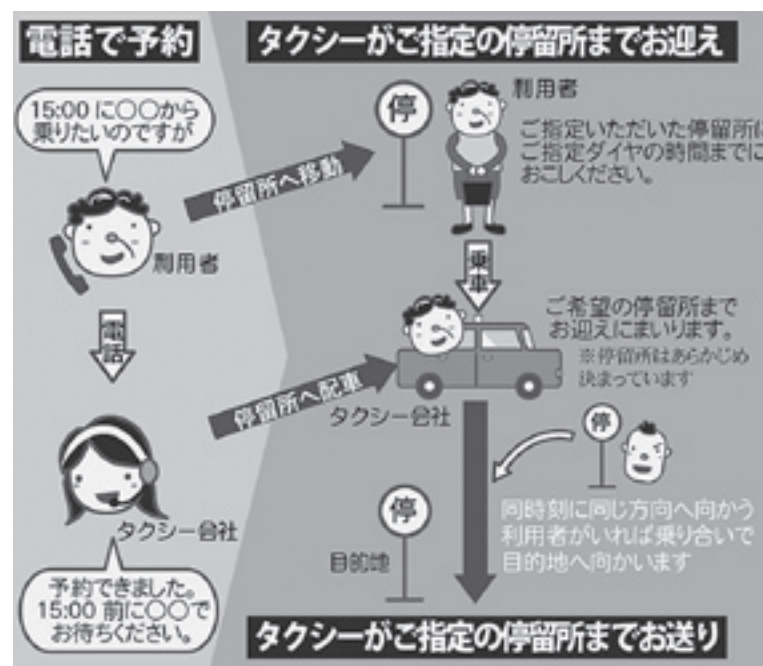 電話で予約
15:00 に〇〇から
乗りたいのですが
利用者
電話
タクシー会社
予約できました。
15:00 前に〇〇で
お待ちください。
タクシーがご指定の停留所までお迎え
停
利用者
ご指定いただいた停留所に
ご指定ダイヤの時間までに
おこしください。
停留所へ移動
乗車
ご希望の停留所まで
お迎えにまいります。
※停留所はあらかじめ
決まっています
停留所へ配車
タクシー会社
停
同時刻に同じ方向へ向かう
利用者がいれば乗り合いで
目的地へ向かいます
停
目的地
タクシーがご指定の停留所までお送り